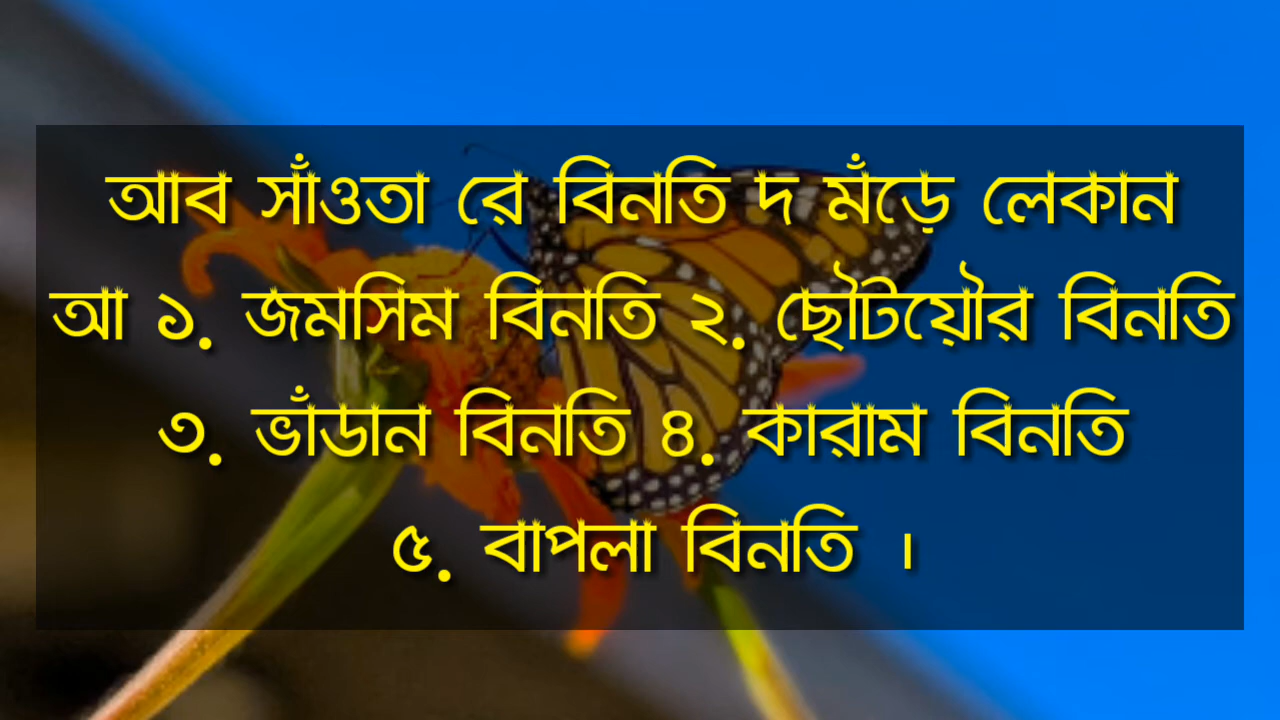 আব সাঁওতা রে বিনতি দ মঁড়ে লেকান
আ ১. জমসিম বিনতি ২. ছৌটয়ৌর বিনতি
৩. ভাঁডান বিনতি ৪. কারাম বিনতি
৫. বাপলা বিনতি ।